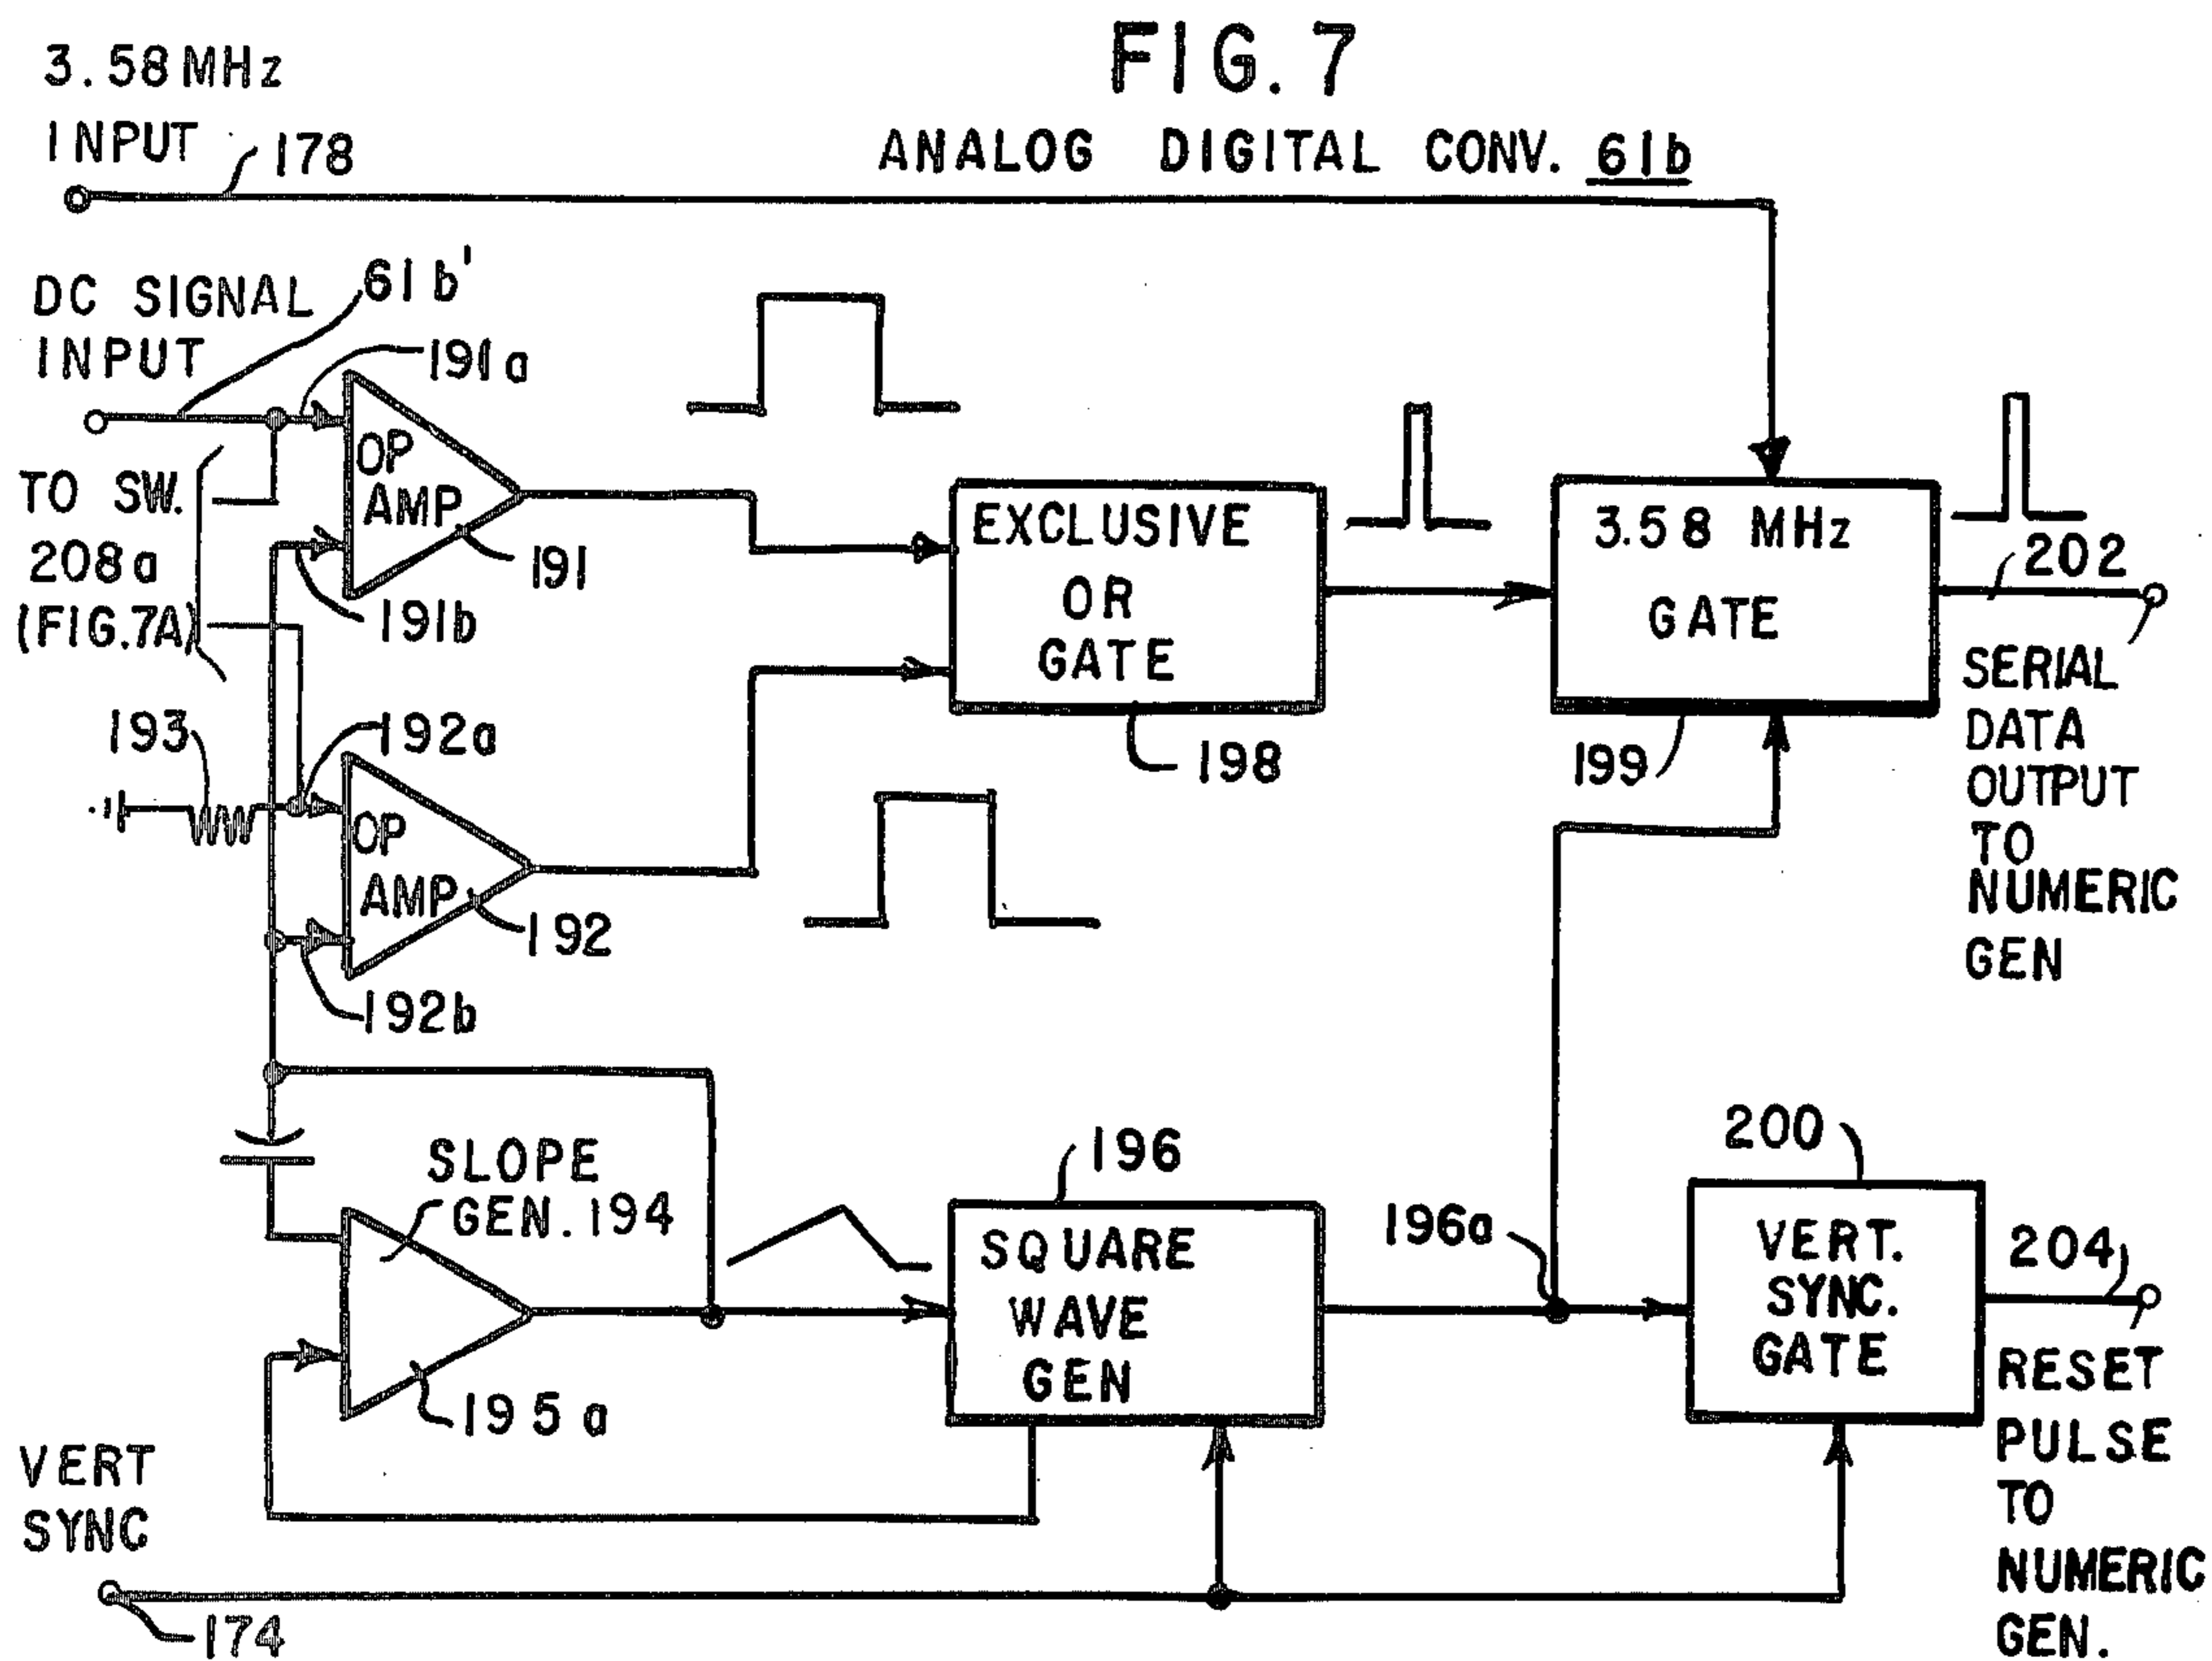 FIG. 7
3.58 MHz
INPUT
178
ANALOG DIGITAL CONV. 61b
DC SIGNAL
INPUT
61b'
191a
OP
AMP
191
191b
TO SW.
208a
(FIG.7A)
EXCLUSIVE
OR
GATE
198
3.58 MHz
GATE
199
202
SERIAL
DATA
OUTPUT
TO
NUMERIC
GEN
193
192a
OP
AMP
192
192b
SLOPE
GEN. 194
195a
196
SQUARE
WAVE
GEN
196a
200
VERT.
SYNC.
GATE
204
RESET
PULSE
TO
NUMERIC
GEN.
VERT
SYNC
174